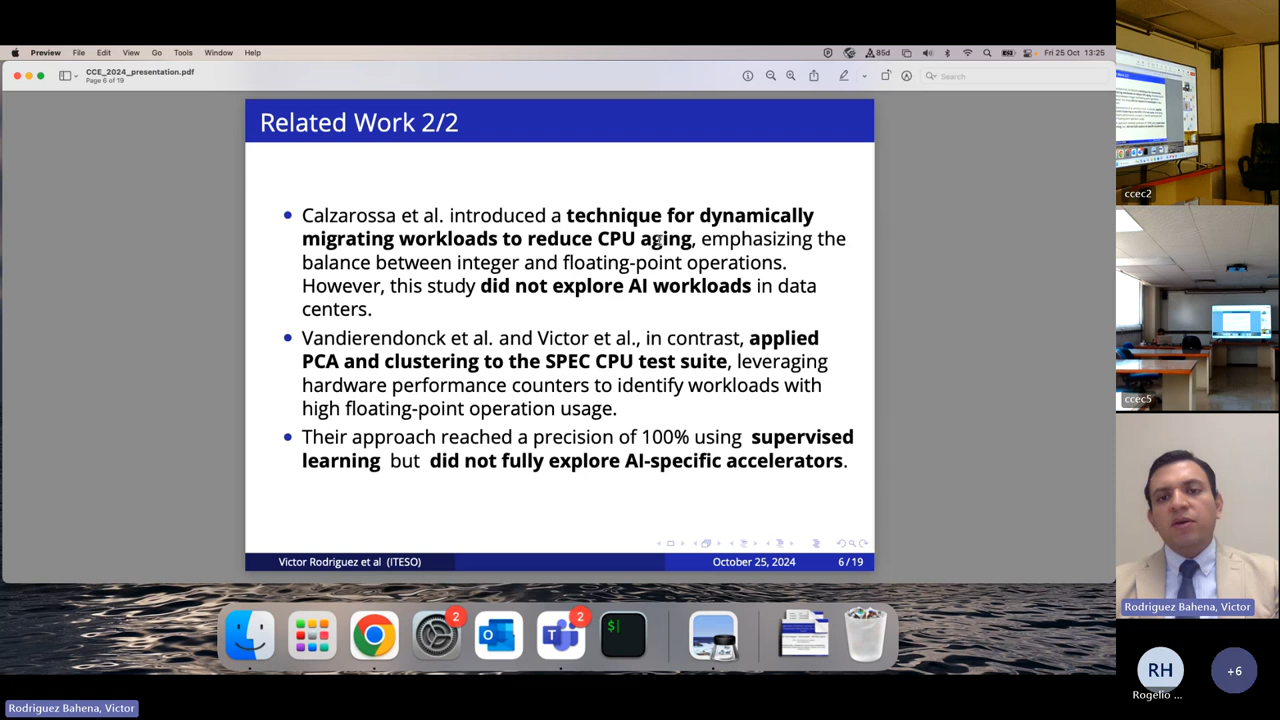 Preview File Edit View Go Tools Window Help 85d Fri 25 Oct 13:25
CCE_2024_presentation.pdf
Page 6 of 19
Search
Related Work 2/2
Calzarossa et al. introduced a technique for dynamically
migrating workloads to reduce CPU aging, emphasizing the
balance between integer and floating-point operations.
However, this study did not explore AI workloads in data
centers.
Vandierendonck et al. and Victor et al., in contrast, applied
PCA and clustering to the SPEC CPU test suite, leveraging
hardware performance counters to identify workloads with
high floating-point operation usage.
Their approach reached a precision of 100% using supervised
learning but did not fully explore AI-specific accelerators.
Victor Rodriguez et al (ITESO) October 25, 2024 6/19
2
2
$
Rodriguez Bahena, Victor
ccec2
ccec5
Rodriguez Bahena, Victor
RH
Rogelio ...
+6